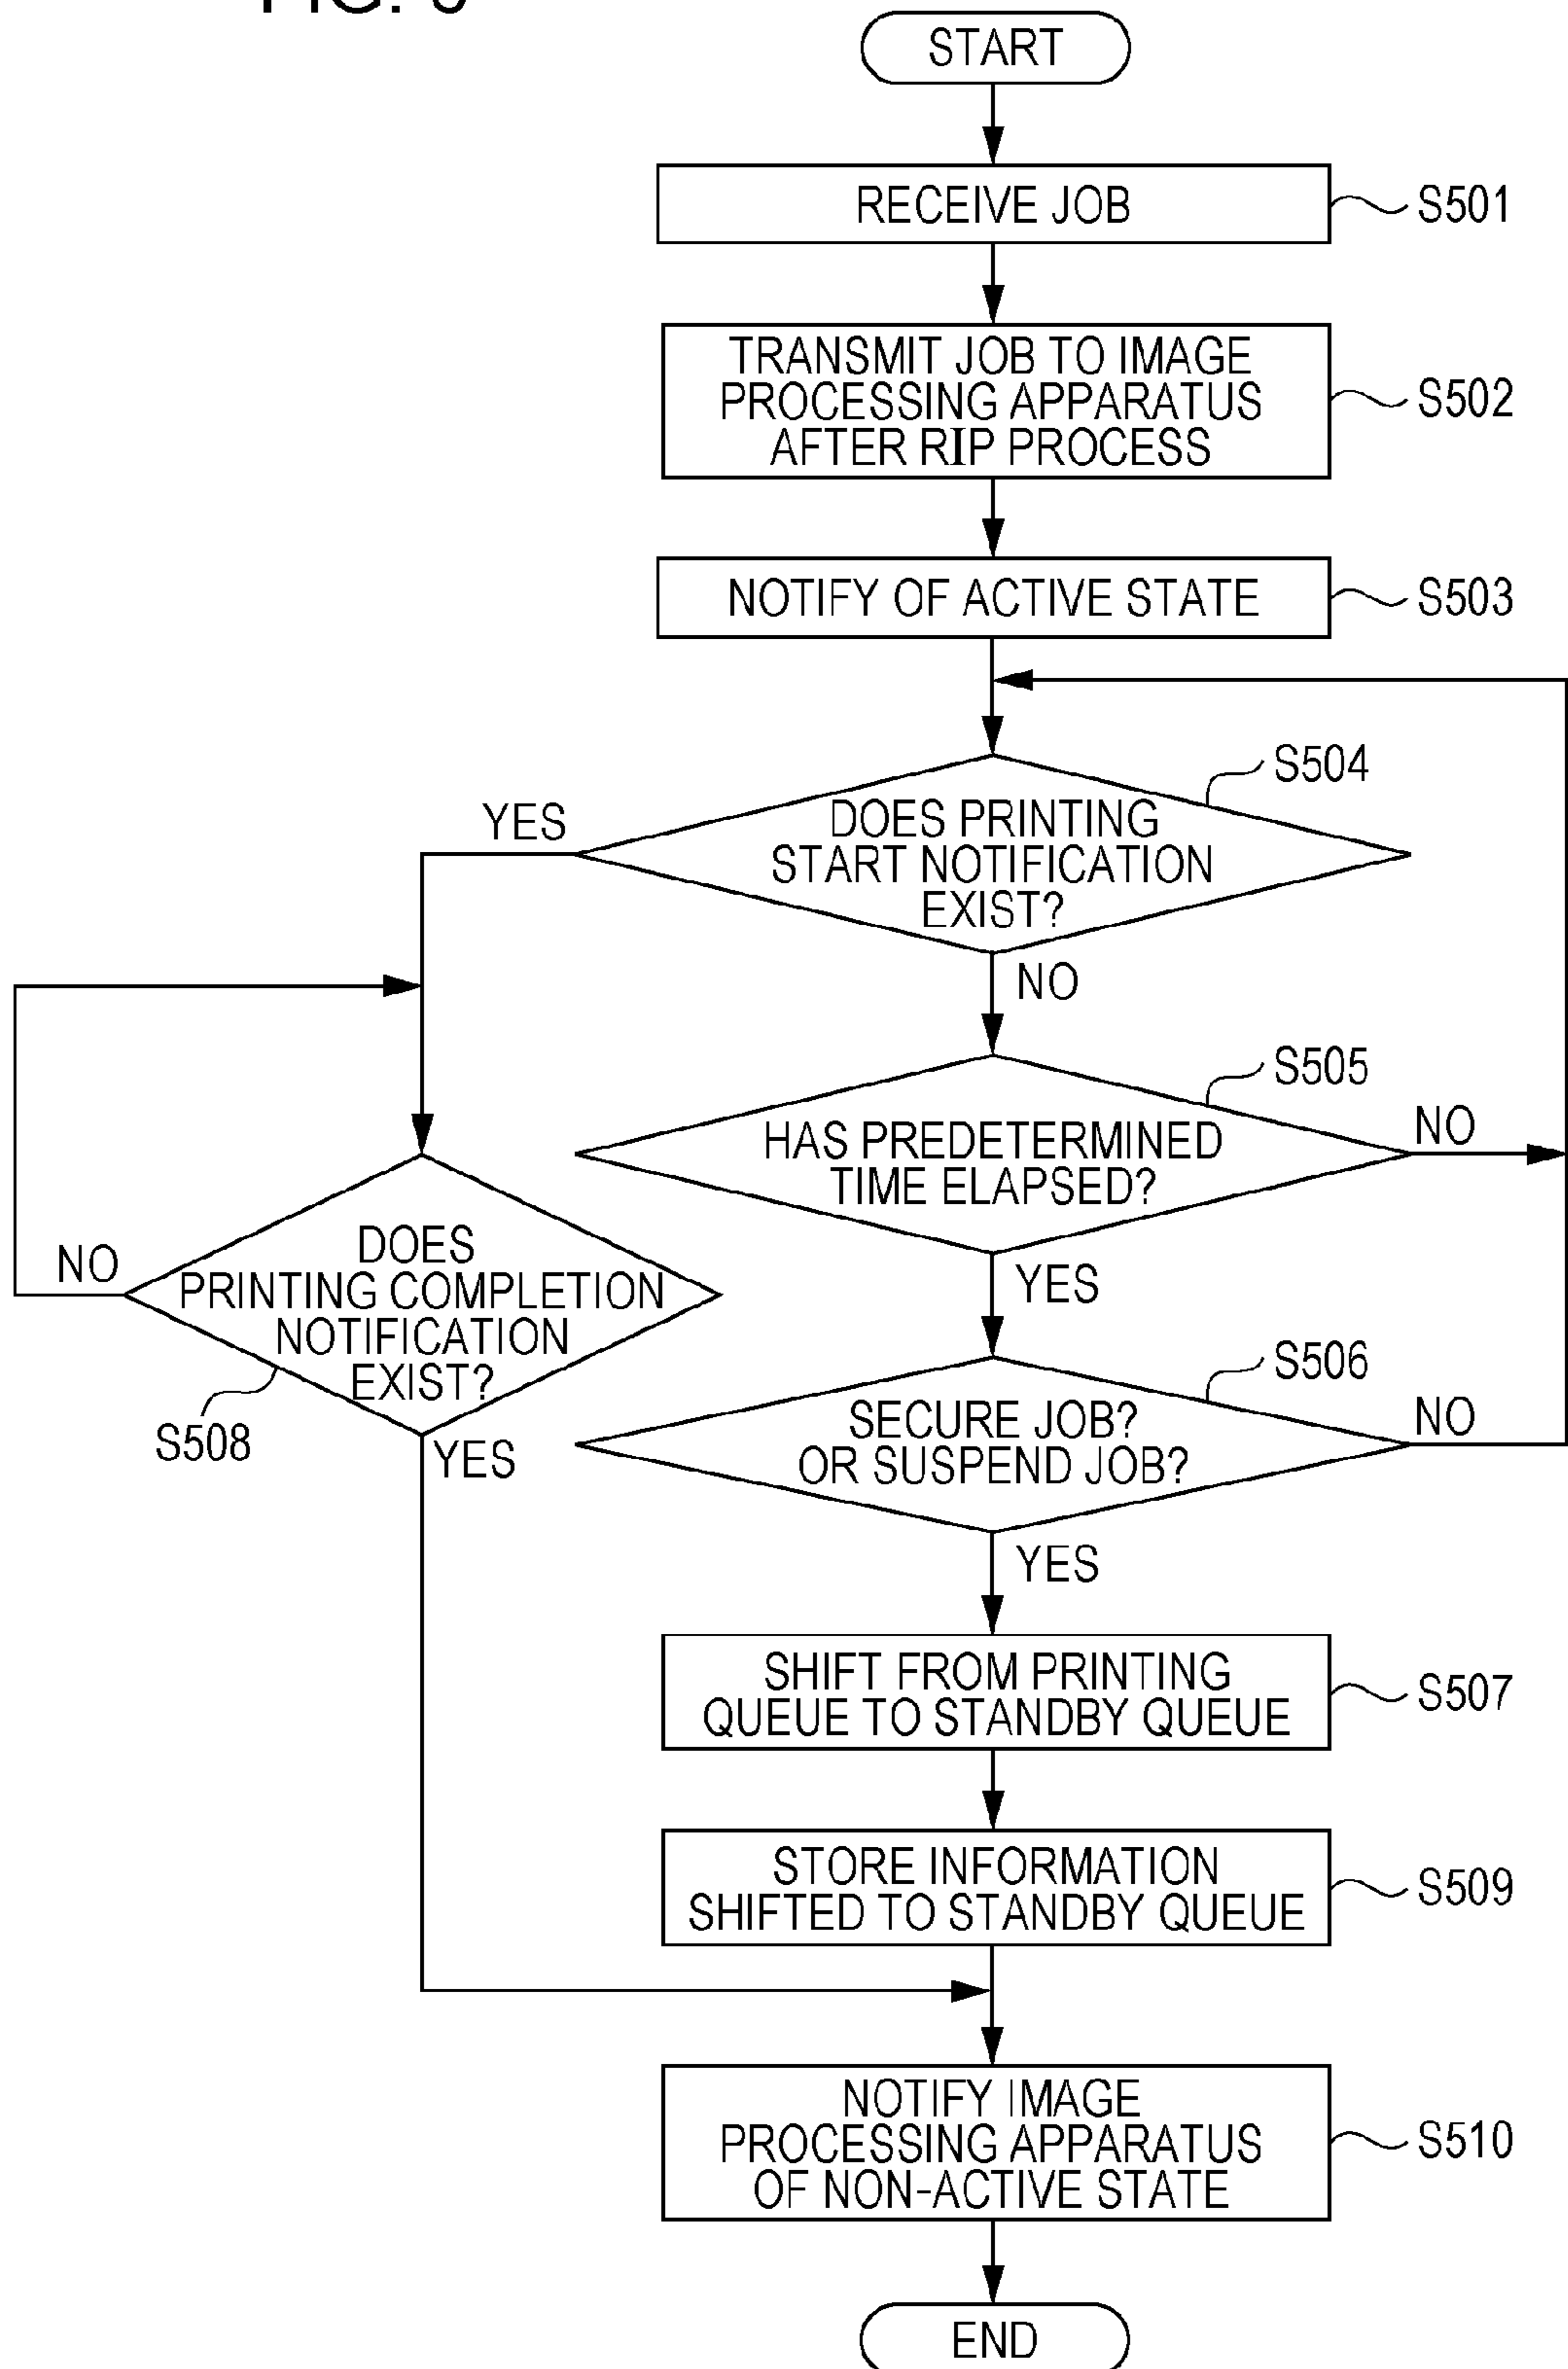 START
RECEIVE JOB
S501
TRANSMIT JOB TO IMAGE
PROCESSING APPARATUS
AFTER RIP PROCESS
S502
NOTIFY OF ACTIVE STATE
S503
S504
DOES PRINTING
START NOTIFICATION
EXIST?
YES
NO
S505
HAS PREDETERMINED
TIME ELAPSED?
NO
YES
DOES
PRINTING COMPLETION
NOTIFICATION
EXIST?
NO
S508
YES
S506
SECURE JOB?
OR SUSPEND JOB?
NO
YES
SHIFT FROM PRINTING
QUEUE TO STANDBY QUEUE
S507
STORE INFORMATION
SHIFTED TO STANDBY QUEUE
S509
NOTIFY IMAGE
PROCESSING APPARATUS
OF NON-ACTIVE STATE
S510
END